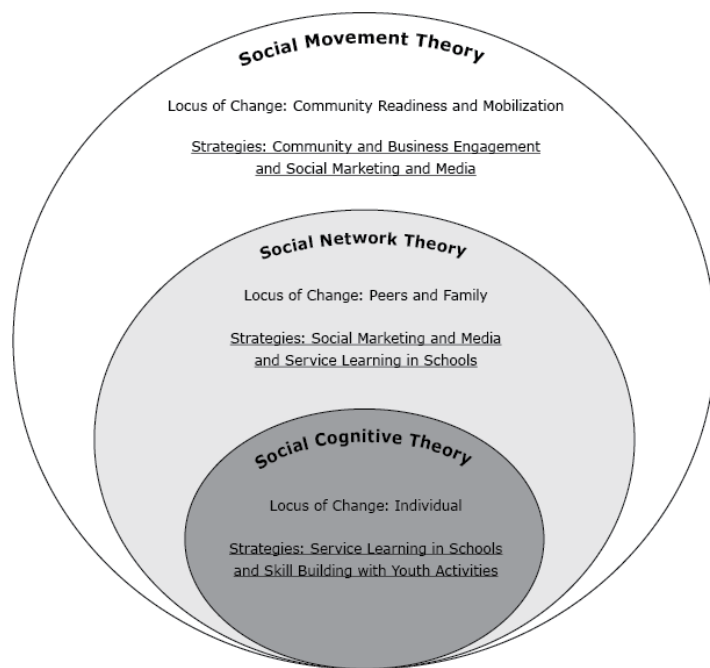 Social Movement Theory
Locus of Change: Community Readiness and Mobilization
Strategies: Community and Business Engagement
and Social Marketing and Media
Social Network Theory
Locus of Change: Peers and Family
Strategies: Social Marketing and Media
and Service Learning in Schools
Social Cognitive Theory
Locus of Change: Individual
Strategies: Service Learning in Schools
and Skill Building with Youth Activities